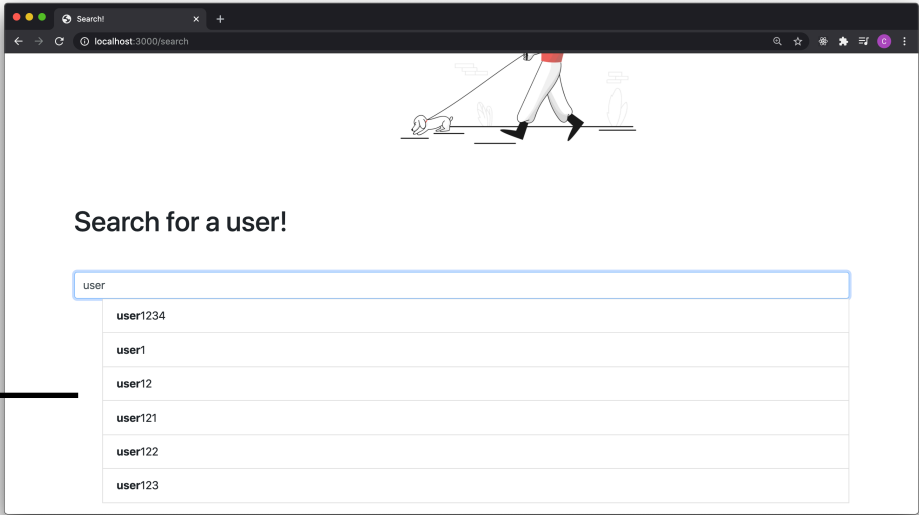 Search!
localhost:3000/search
C
Search for a user!
user
user1234
user1
user12
user121
user122
user123